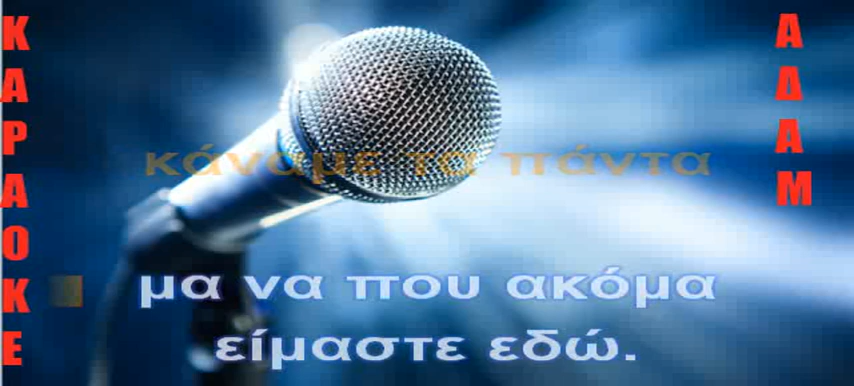 ΚΑΡΑΟΚΕ
ΑΔΑΜ
κάναμε τα πάντα
μα να που ακόμα
είμαστε εδώ.